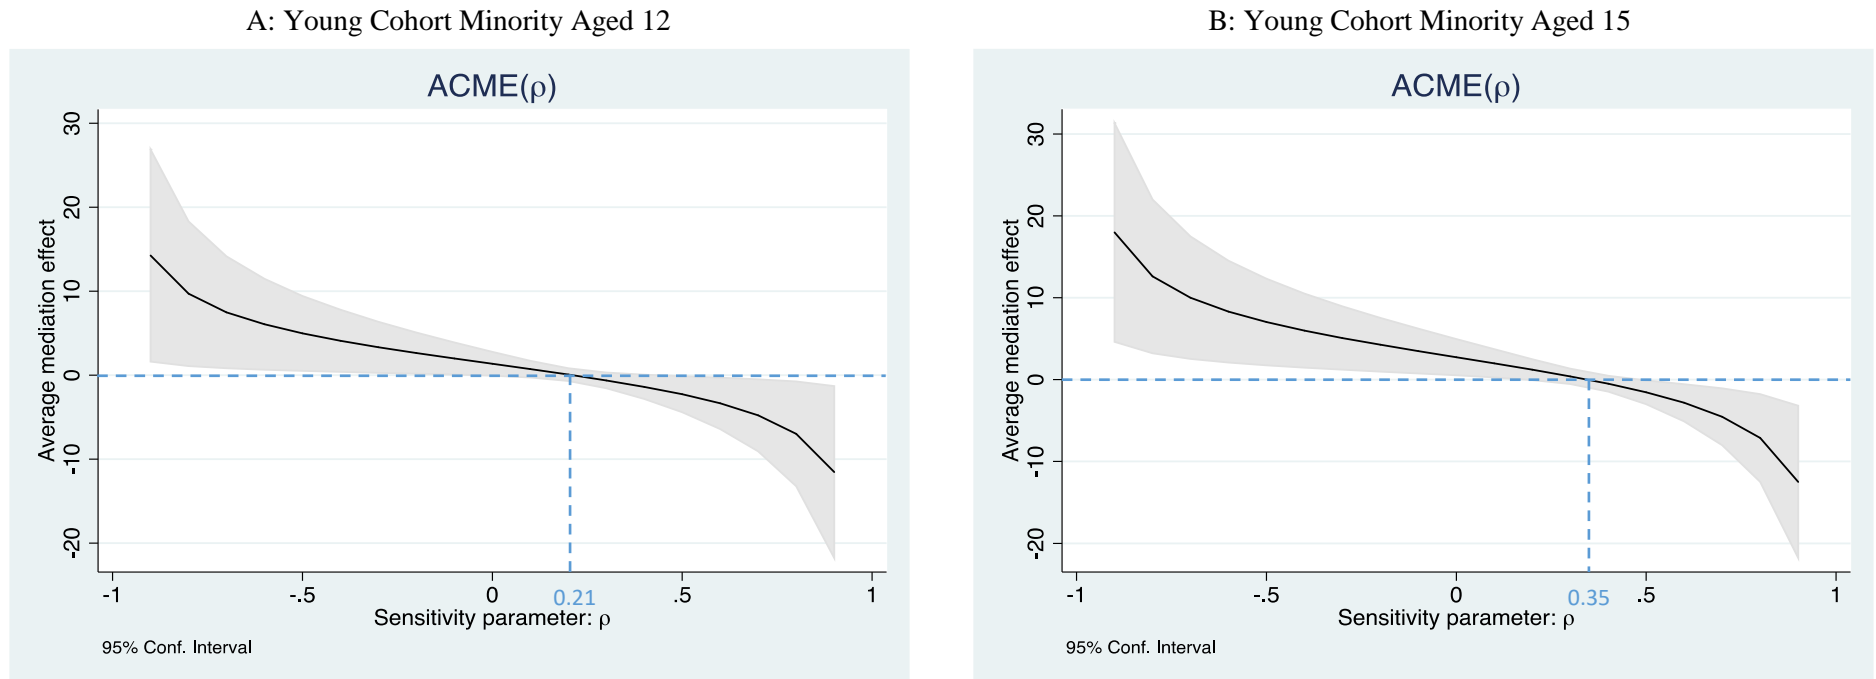 A: Young Cohort Minority Aged 12
ACME(ρ)
Average mediation effect
30
20
10
0
-10
-20
-1
-.5
0
0.21
.5
1
Sensitivity parameter: ρ
95% Conf. Interval
B: Young Cohort Minority Aged 15
ACME(ρ)
Average mediation effect
30
20
10
0
-10
-20
-1
-.5
0
0.35
.5
1
Sensitivity parameter: ρ
95% Conf. Interval